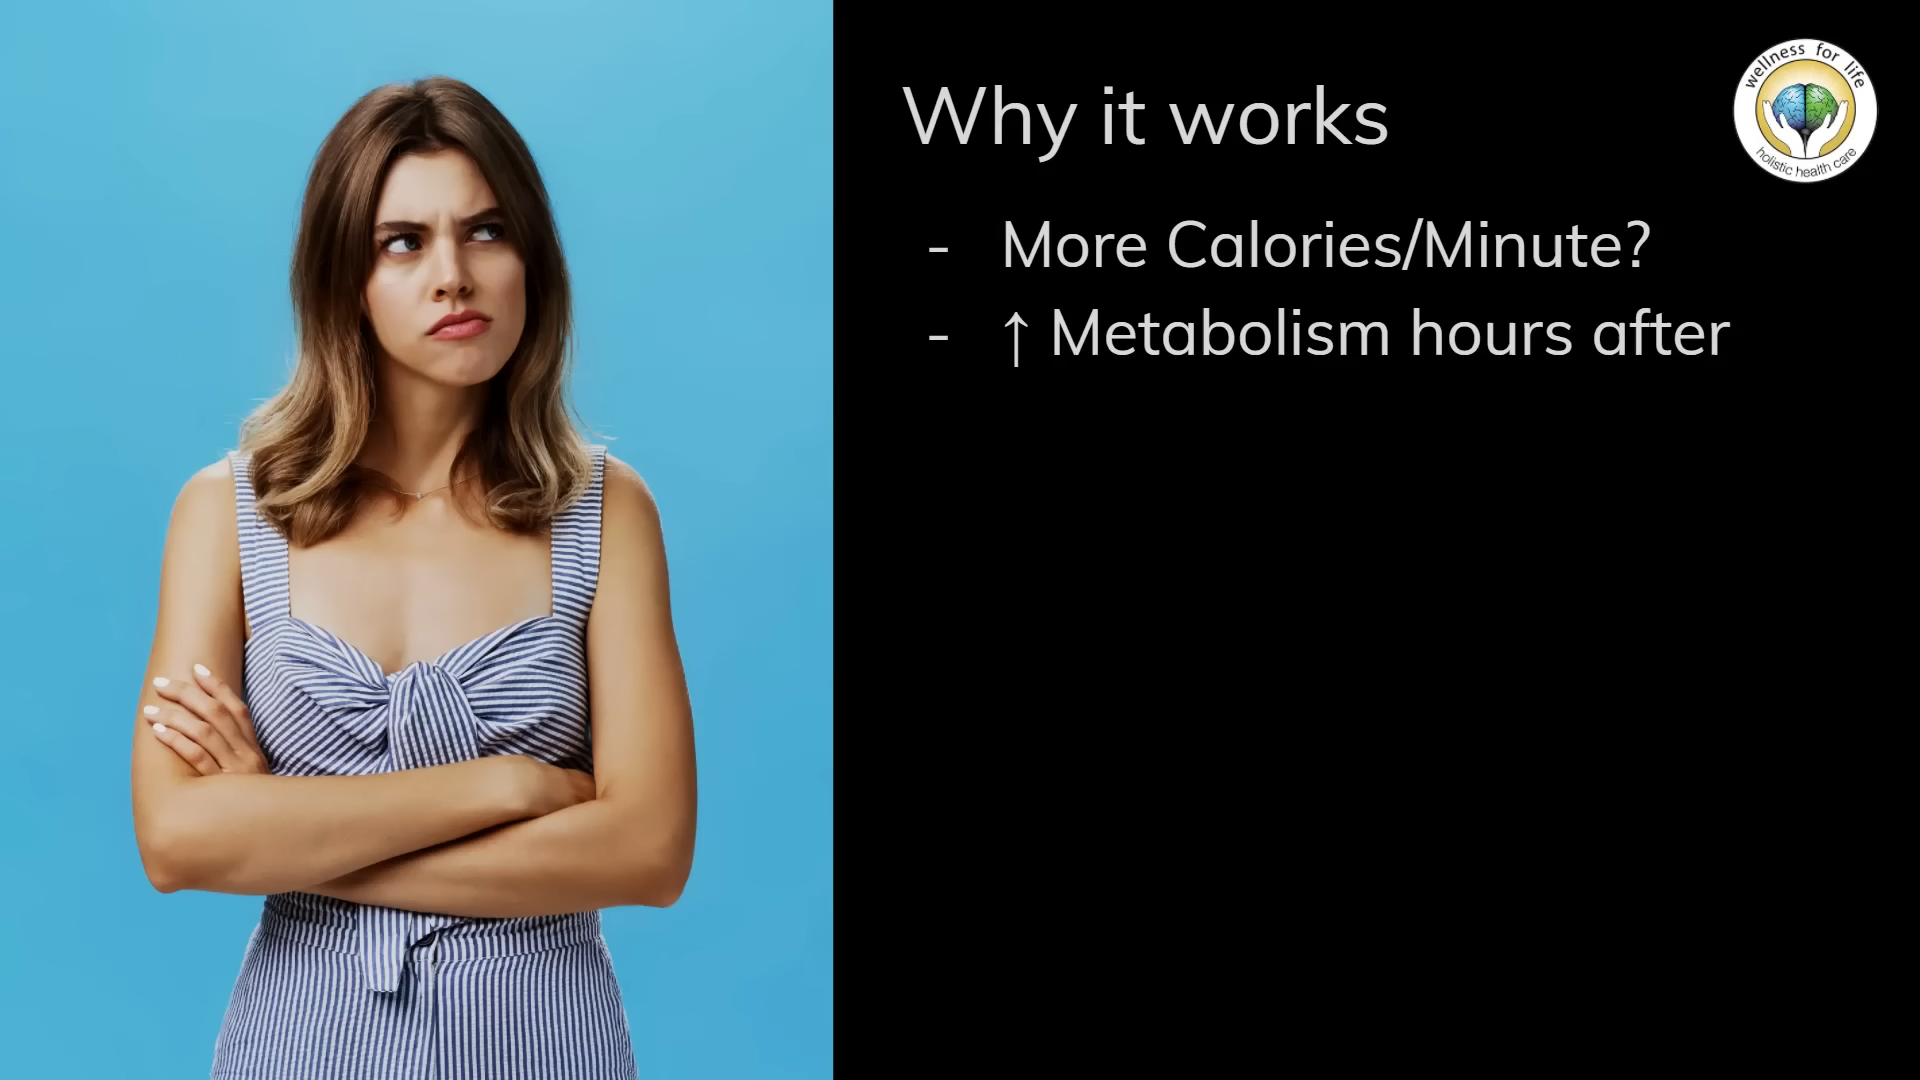 Why it works
- More Calories/Minute?
- ↑ Metabolism hours after
wellness for life
holistic health care